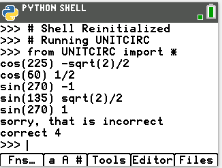 PYTHON SHELL
>>> # Shell Reinitialized
>>> # Running UNITCIRC
>>> from UNITCIRC import *
cos(225) -sqrt(2)/2
cos(60) 1/2
sin(270) -1
sin(135) sqrt(2)/2
sin(270) 1
sorry, that is incorrect
correct 4
>>> |
Fns… a A # Tools Editor Files